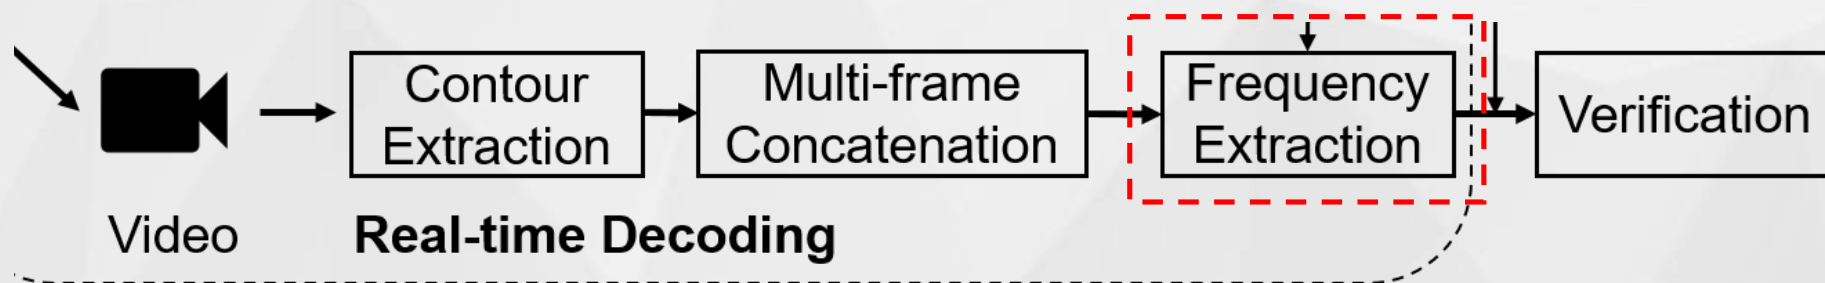 Contour
Extraction
Multi-frame
Concatenation
Frequency
Extraction
Verification
Video
Real-time Decoding